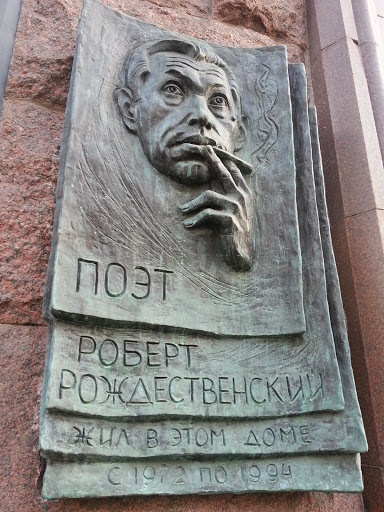 ПОЭТ
РОБЕРТ
РОЖДЕСТВЕНСКИЙ
ЖИЛ В ЭТОМ ДОМЕ
С 1972 ПО 1994